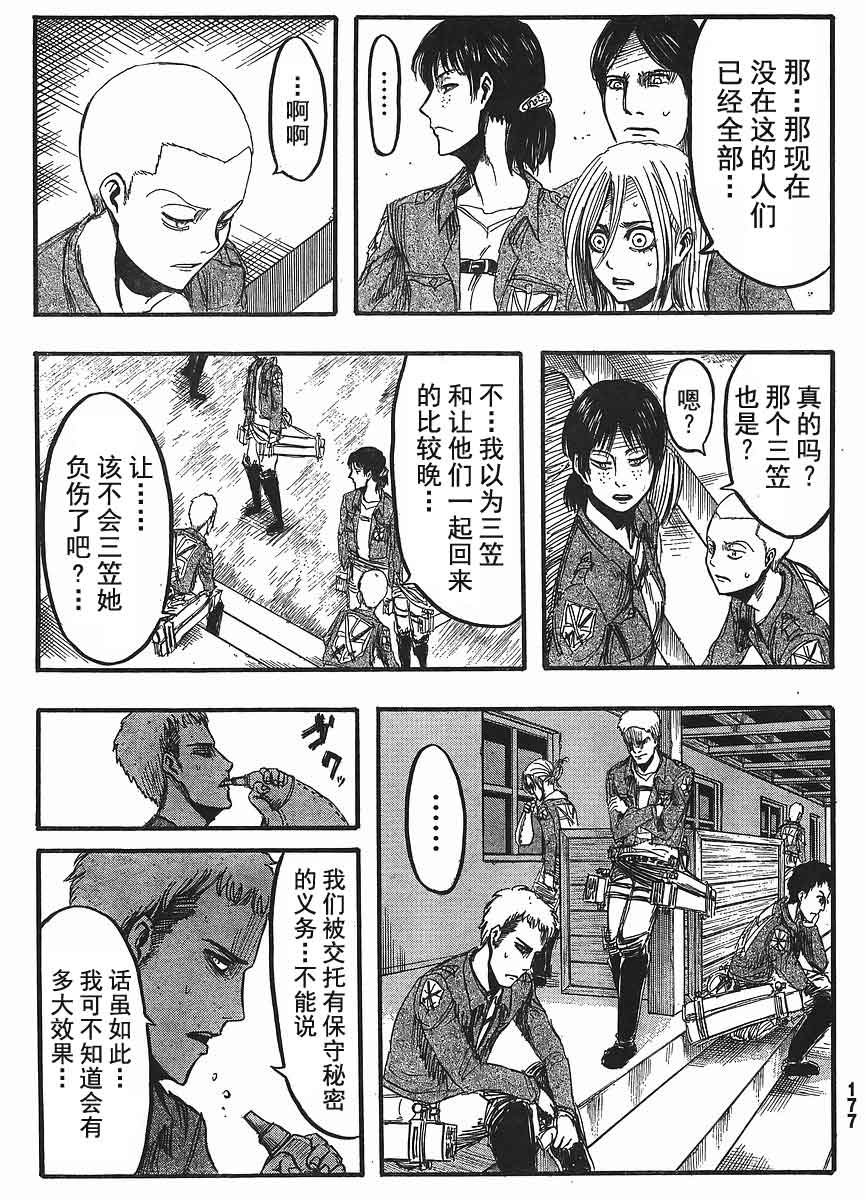 那…那现在
没在这的人们
已经全部…
……
…啊
啊
真的吗?
那个三笠
也是?
嗯?
不…我以为三笠
和让他们一起回来
的比较晚…
让……
该不会三笠她
负伤了吧?…
……
ゴクッ
我们被交托有保守秘密
的义务…不能说
话虽如此…
我可不知道会有
多大效果…
177